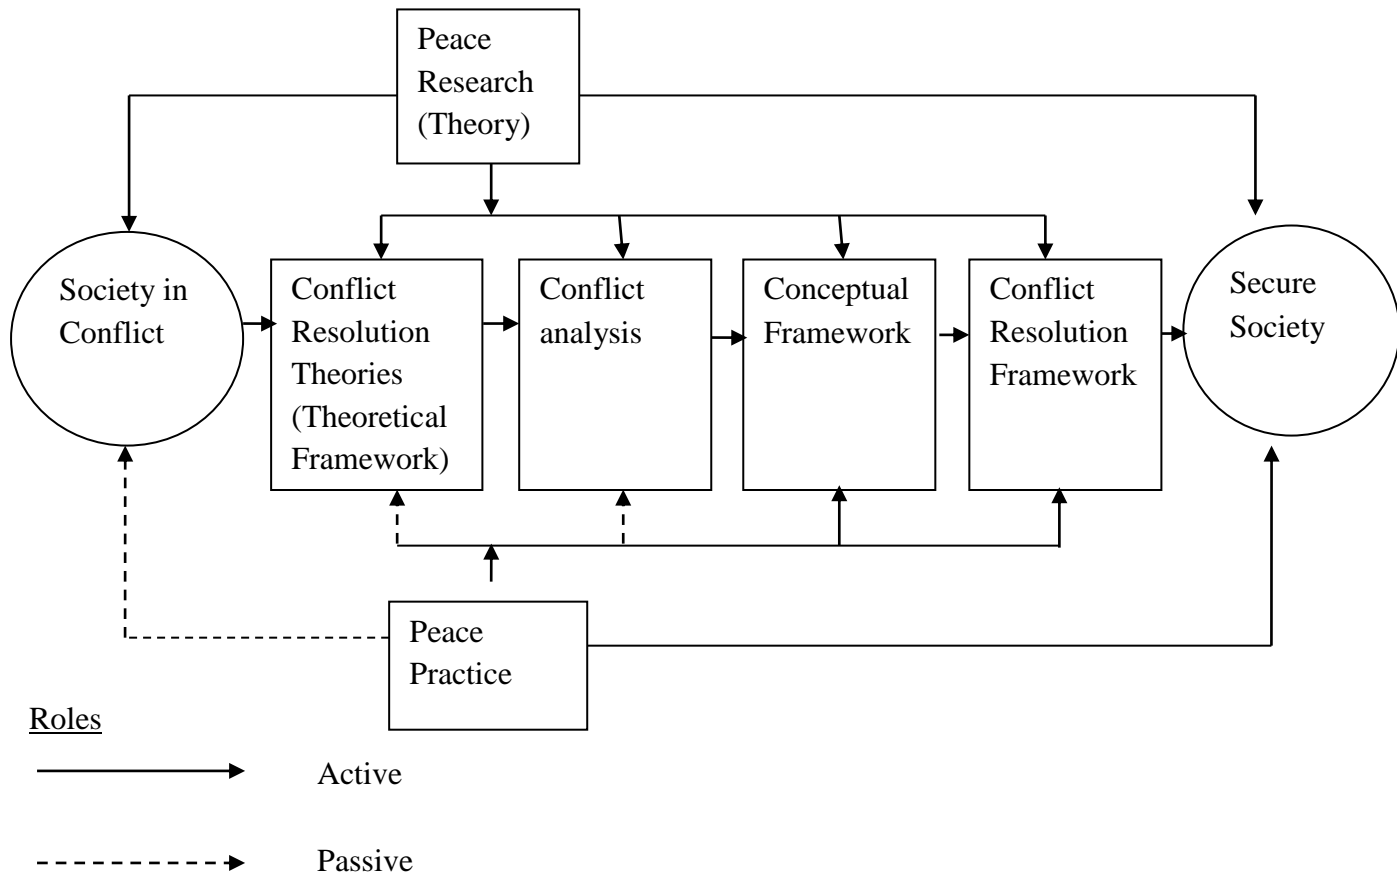 Peace
Research
(Theory)
Society in
Conflict
Conflict
Resolution
Theories
(Theoretical
Framework)
Conflict
analysis
Conceptual
Framework
Conflict
Resolution
Framework
Secure
Society
Peace
Practice
Roles
Active
Passive